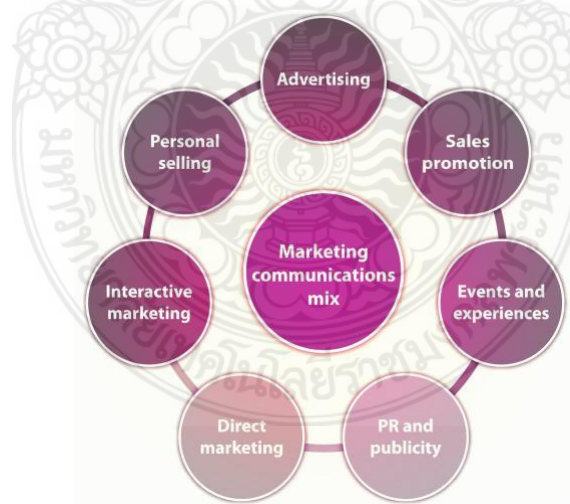 Advertising
Sales
promotion
Events and
experiences
PR and
publicity
Direct
marketing
Interactive
marketing
Personal
selling
Marketing
communications
mix